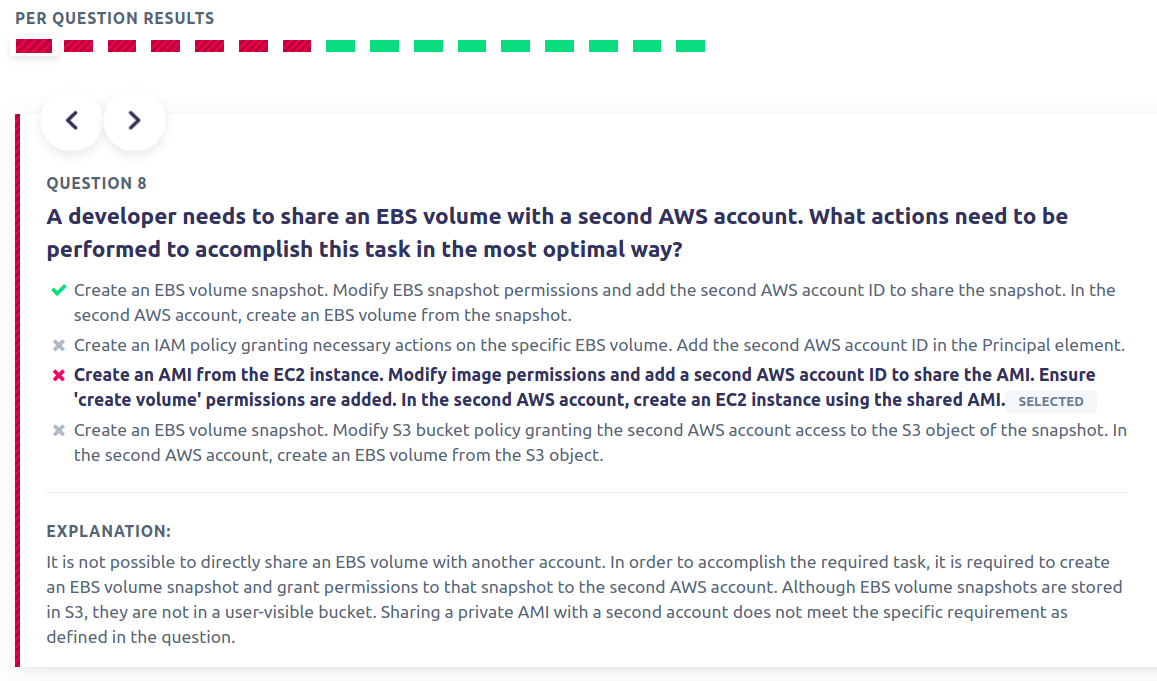 PER QUESTION RESULTS
QUESTION 8
A developer needs to share an EBS volume with a second AWS account. What actions need to be
performed to accomplish this task in the most optimal way?
Create an EBS volume snapshot. Modify EBS snapshot permissions and add the second AWS account ID to share the snapshot. In the
second AWS account, create an EBS volume from the snapshot.
Create an IAM policy granting necessary actions on the specific EBS volume. Add the second AWS account ID in the Principal element.
Create an AMI from the EC2 instance. Modify image permissions and add a second AWS account ID to share the AMI. Ensure
'create volume' permissions are added. In the second AWS account, create an EC2 instance using the shared AMI. SELECTED
Create an EBS volume snapshot. Modify S3 bucket policy granting the second AWS account access to the S3 object of the snapshot. In
the second AWS account, create an EBS volume from the S3 object.
EXPLANATION:
It is not possible to directly share an EBS volume with another account. In order to accomplish the required task, it is required to create
an EBS volume snapshot and grant permissions to that snapshot to the second AWS account. Although EBS volume snapshots are stored
in S3, they are not in a user-visible bucket. Sharing a private AMI with a second account does not meet the specific requirement as
defined in the question.